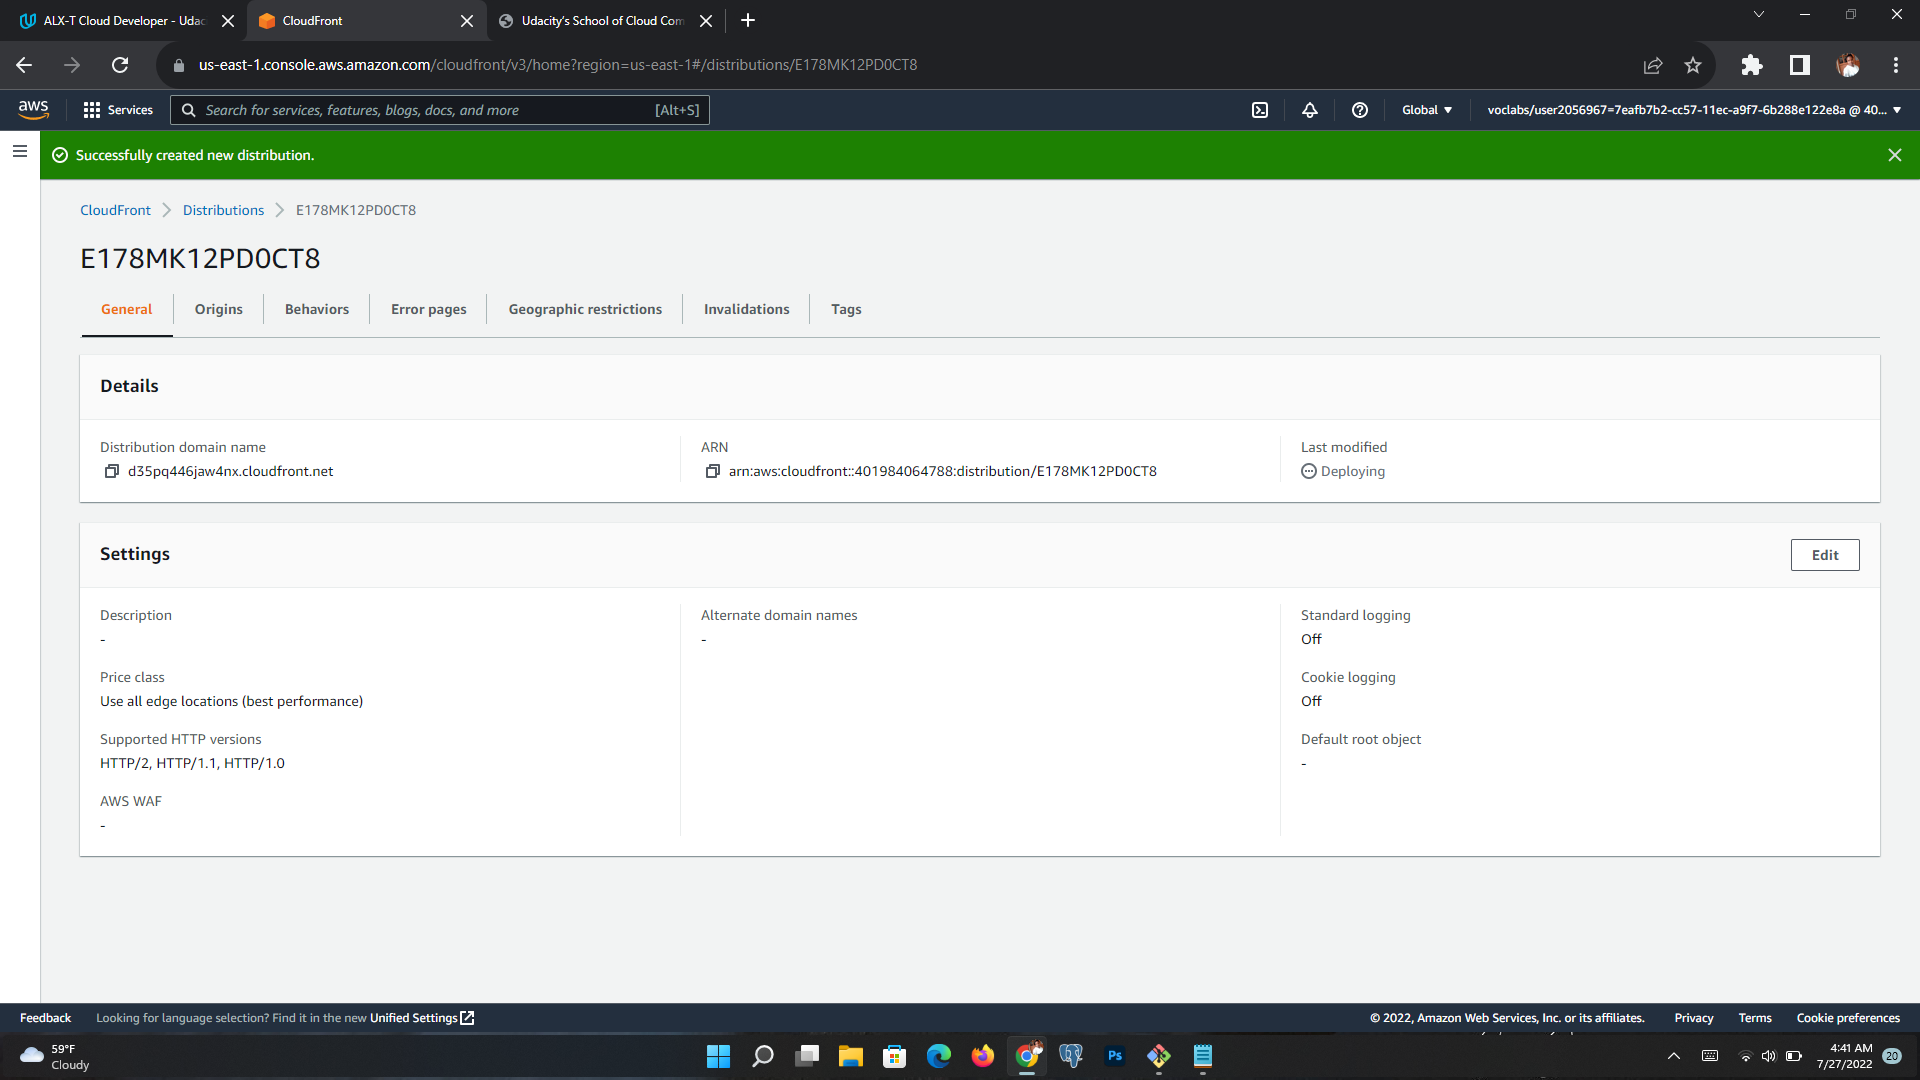 ALX-T Cloud Developer - Udac
CloudFront
Udacity's School of Cloud Com
us-east-1.console.aws.amazon.com/cloudfront/v3/home?region=us-east-1#/distributions/E178MK12PD0CT8
aws
Services
Search for services, features, blogs, docs, and more
[Alt+S]
Global
voclabs/user2056967=7eafb7b2-cc57-11ec-a9f7-6b288e122e8a @ 40...
Successfully created new distribution.
CloudFront
Distributions
E178MK12PD0CT8
E178MK12PD0CT8
General
Origins
Behaviors
Error pages
Geographic restrictions
Invalidations
Tags
Details
Distribution domain name
d35pq446jaw4nx.cloudfront.net
ARN
arn:aws:cloudfront::401984064788:distribution/E178MK12PD0CT8
Last modified
Deploying
Settings
Edit
Description
-
Price class
Use all edge locations (best performance)
Supported HTTP versions
HTTP/2, HTTP/1.1, HTTP/1.0
AWS WAF
-
Alternate domain names
-
Standard logging
Off
Cookie logging
Off
Default root object
-
Feedback
Looking for language selection? Find it in the new Unified Settings
© 2022, Amazon Web Services, Inc. or its affiliates.
Privacy
Terms
Cookie preferences
59°F
Cloudy
Ps
4:41 AM
7/27/2022
20